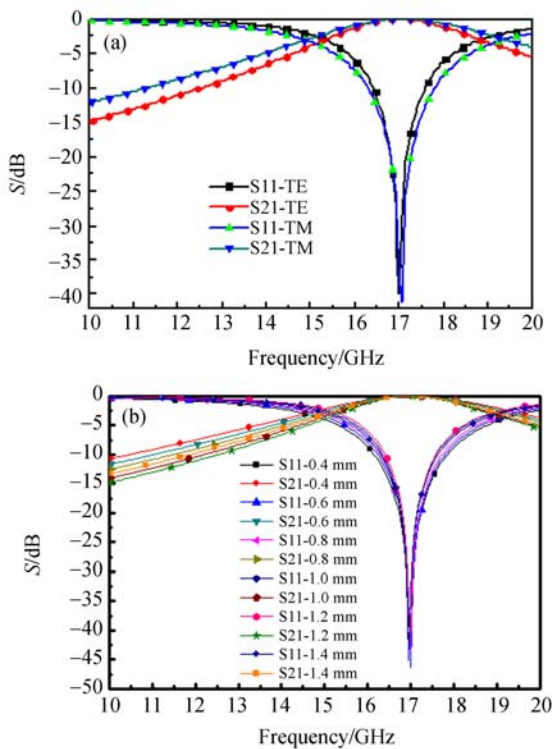 (a)
0
−5
−10
−15
−20
−25
−30
−35
−40
S/dB
S11-TE
S21-TE
S11-TM
S21-TM
10 11 12 13 14 15 16 17 18 19 20
Frequency/GHz
(b)
0
−5
−10
−15
−20
−25
−30
−35
−40
−45
−50
S/dB
S11-0.4 mm
S21-0.4 mm
S11-0.6 mm
S21-0.6 mm
S11-0.8 mm
S21-0.8 mm
S11-1.0 mm
S21-1.0 mm
S11-1.2 mm
S21-1.2 mm
S11-1.4 mm
S21-1.4 mm
10 11 12 13 14 15 16 17 18 19 20
Frequency/GHz